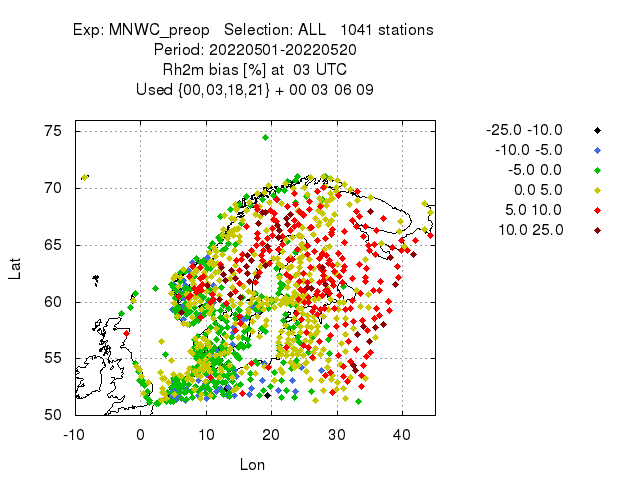 Exp: MNWC_preop   Selection: ALL   1041 stations
Period: 20220501-20220520
Rh2m bias [%] at  03 UTC
Used {00,03,18,21} + 00 03 06 09
-25.0 -10.0
-10.0 -5.0
-5.0 0.0
0.0 5.0
5.0 10.0
10.0 25.0
75
70
65
60
55
50
Lat
-10 0 10 20 30 40
Lon